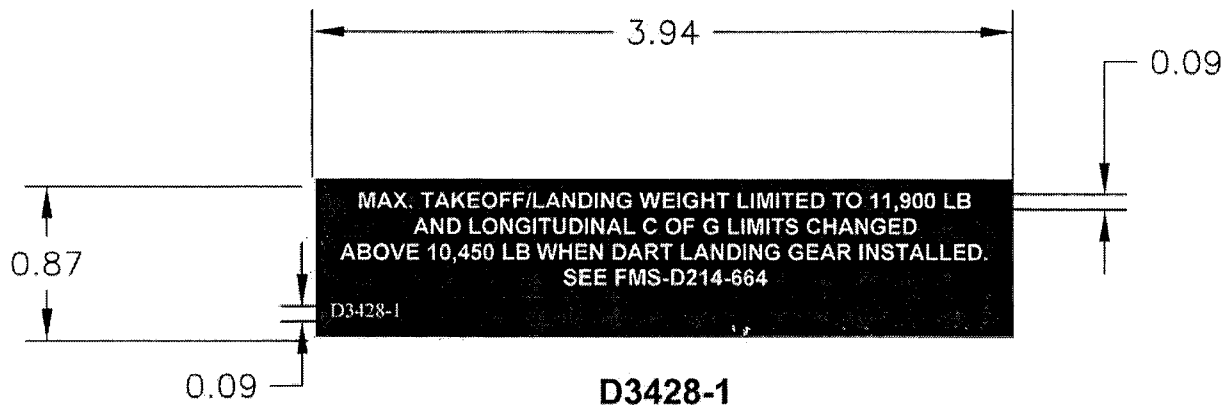 3.94
0.09
MAX. TAKEOFF/LANDING WEIGHT LIMITED TO 11,900 LB
AND LONGITUDINAL C OF G LIMITS CHANGED
ABOVE 10,450 LB WHEN DART LANDING GEAR INSTALLED.
SEE FMS-D214-664
0.87
D3428-1
0.09
D3428-1